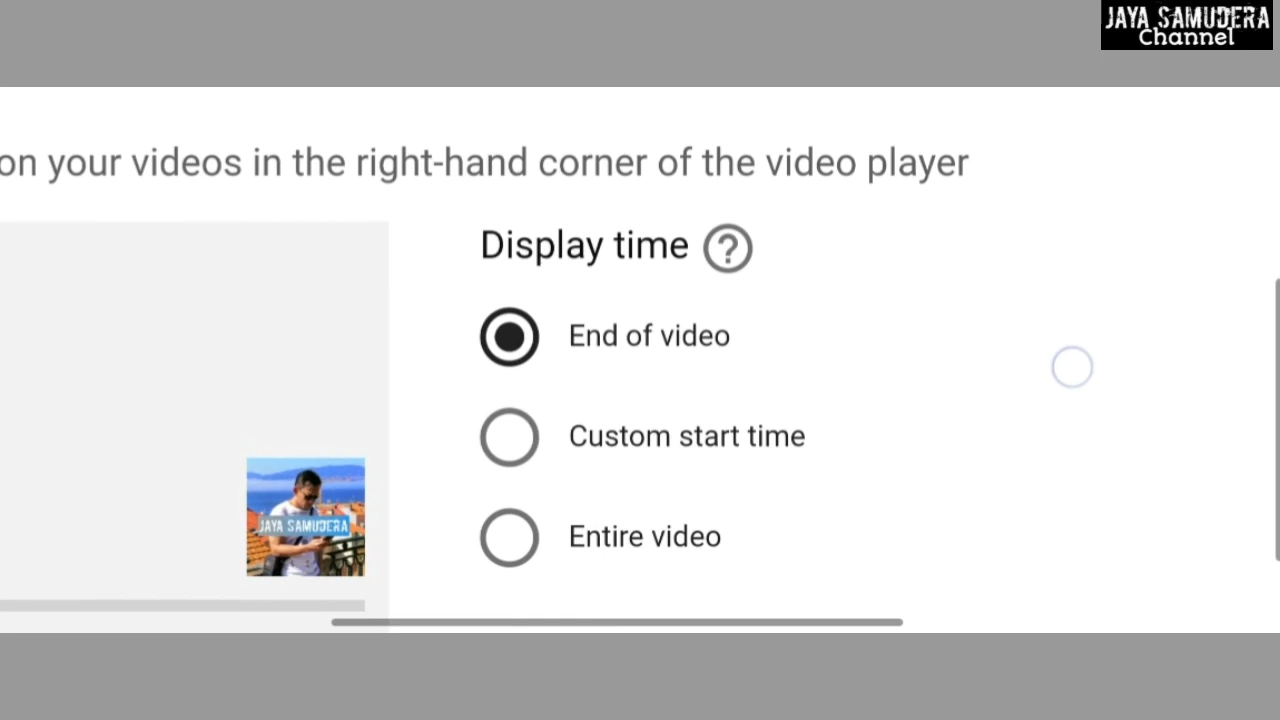 JAYA SAMUDERA
Channel
on your videos in the right-hand corner of the video player
Display time ?
End of video
Custom start time
Entire video
JAYA SAMUDERA